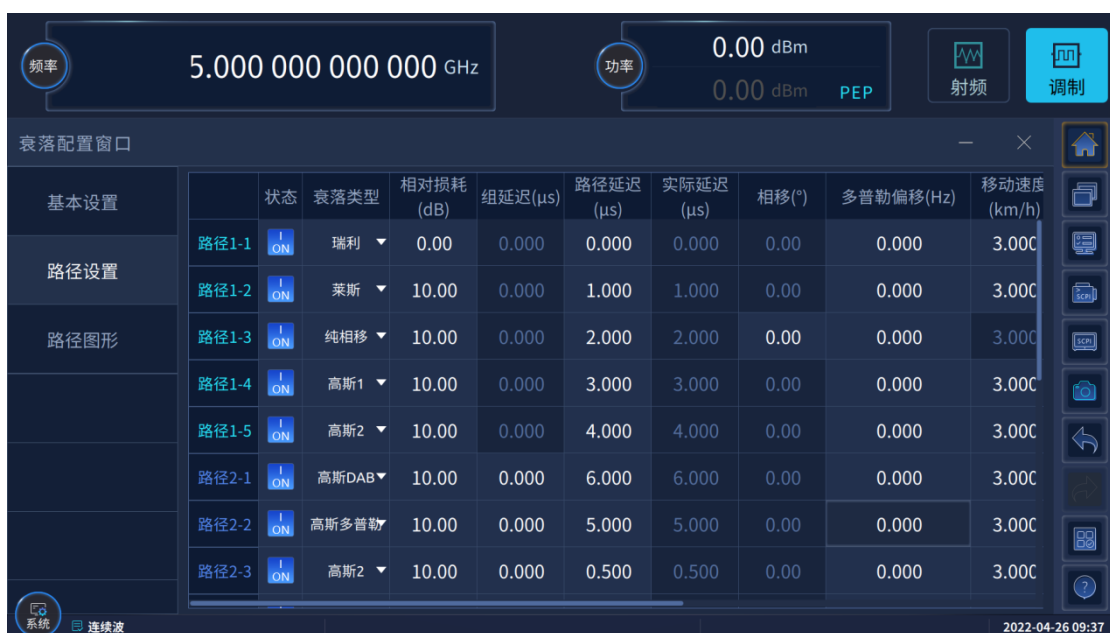 频率
5.000 000 000 000 GHz
功率
0.00 dBm
0.00 dBm PEP
射频
调制
衰落配置窗口
基本设置
路径设置
路径图形
状态 衰落类型 相对损耗(dB) 组延迟(μs) 路径延迟(μs) 实际延迟(μs) 相移(°) 多普勒偏移(Hz) 移动速度(km/h)
路径1-1 I ON 瑞利 0.00 0.000 0.000 0.000 0.00 0.000 3.000
路径1-2 I ON 莱斯 10.00 0.000 1.000 1.000 0.00 0.000 3.000
路径1-3 I ON 纯相移 10.00 0.000 2.000 2.000 0.00 0.000 3.000
路径1-4 I ON 高斯1 10.00 0.000 3.000 3.000 0.00 0.000 3.000
路径1-5 I ON 高斯2 10.00 0.000 4.000 4.000 0.00 0.000 3.000
路径2-1 I ON 高斯DAB 10.00 0.000 6.000 6.000 0.00 0.000 3.000
路径2-2 I ON 高斯多普勒 10.00 0.000 5.000 5.000 0.00 0.000 3.000
路径2-3 I ON 高斯2 10.00 0.000 0.500 0.500 0.00 0.000 3.000
SCPI
SCPI
系统
连续波
2022-04-26 09:37